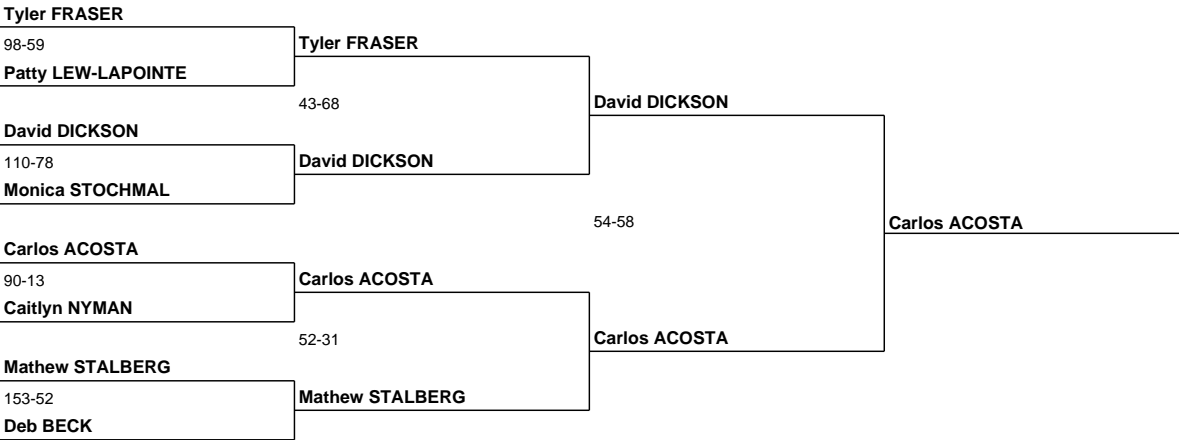 Tyler FRASER
98-59
Patty LEW-LAPOINTE
David DICKSON
110-78
Monica STOCHMAL
Carlos ACOSTA
90-13
Caitlyn NYMAN
Mathew STALBERG
153-52
Deb BECK
Tyler FRASER
43-68
David DICKSON
Carlos ACOSTA
52-31
Mathew STALBERG
David DICKSON
54-58
Carlos ACOSTA
Carlos ACOSTA